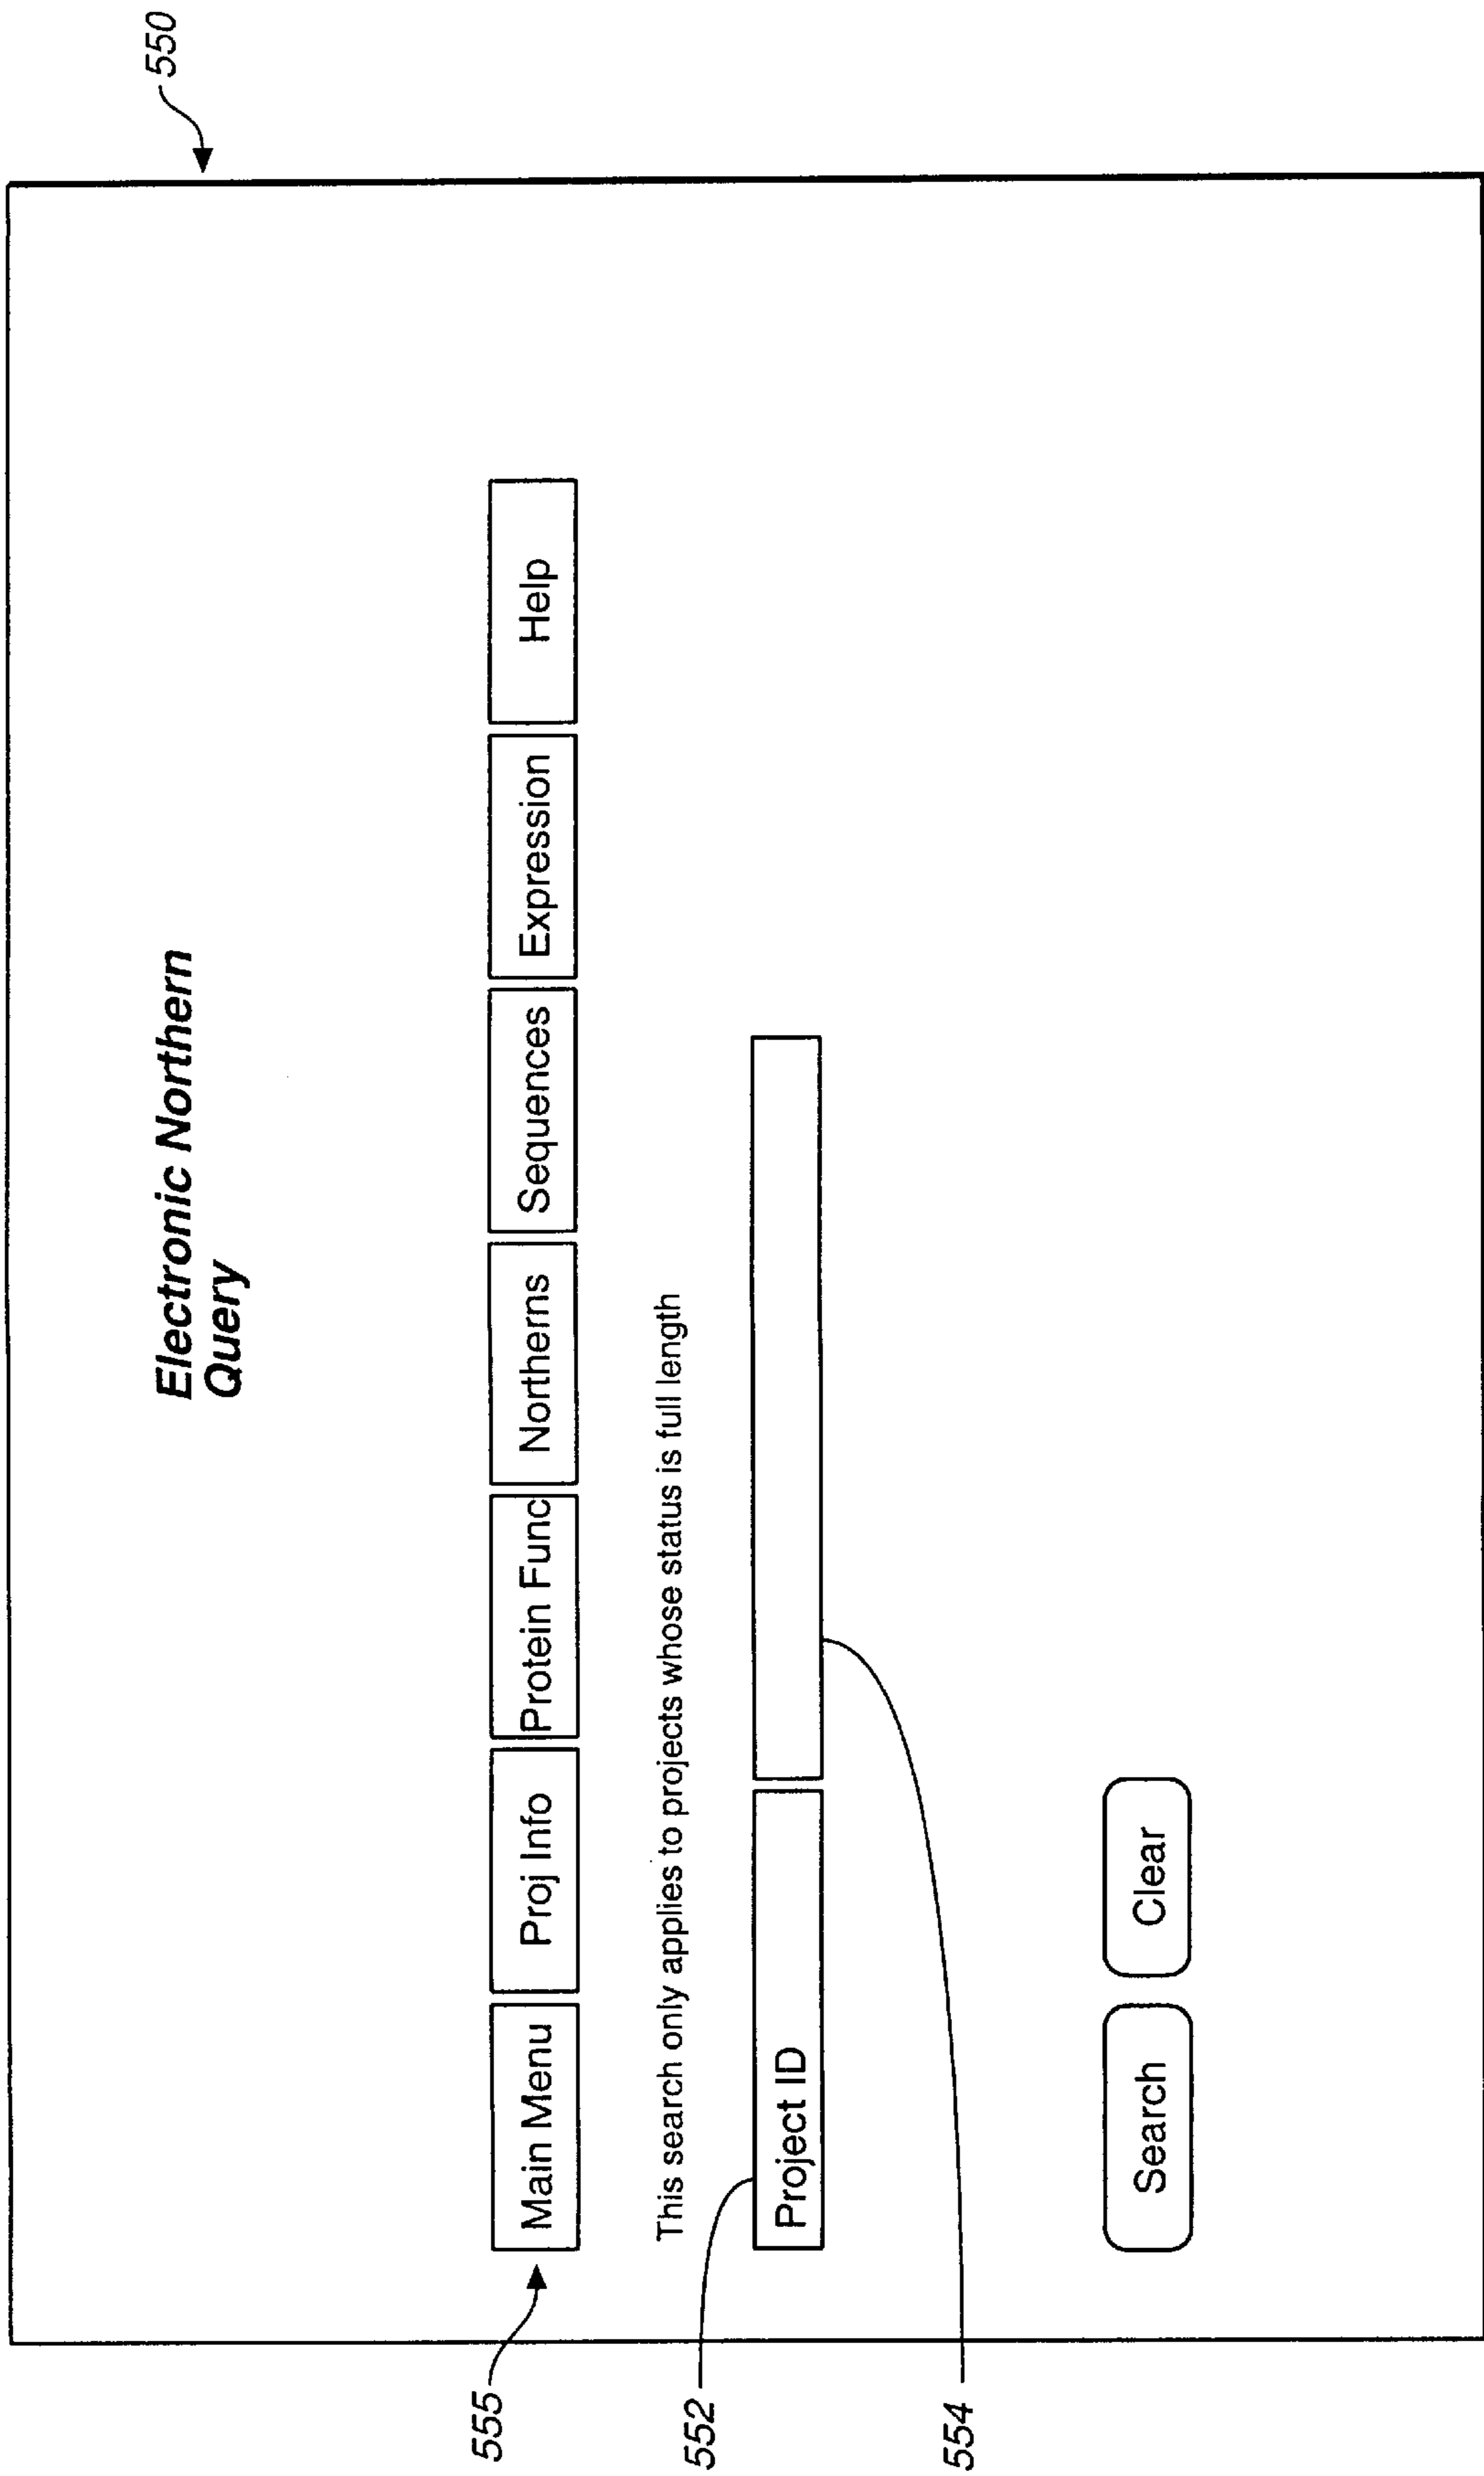 550
Electronic Northern
Query
555
Main Menu Proj Info Protein Func Northerns Sequences Expression Help
This search only applies to projects whose status is full length
552
Project ID
554
Search Clear